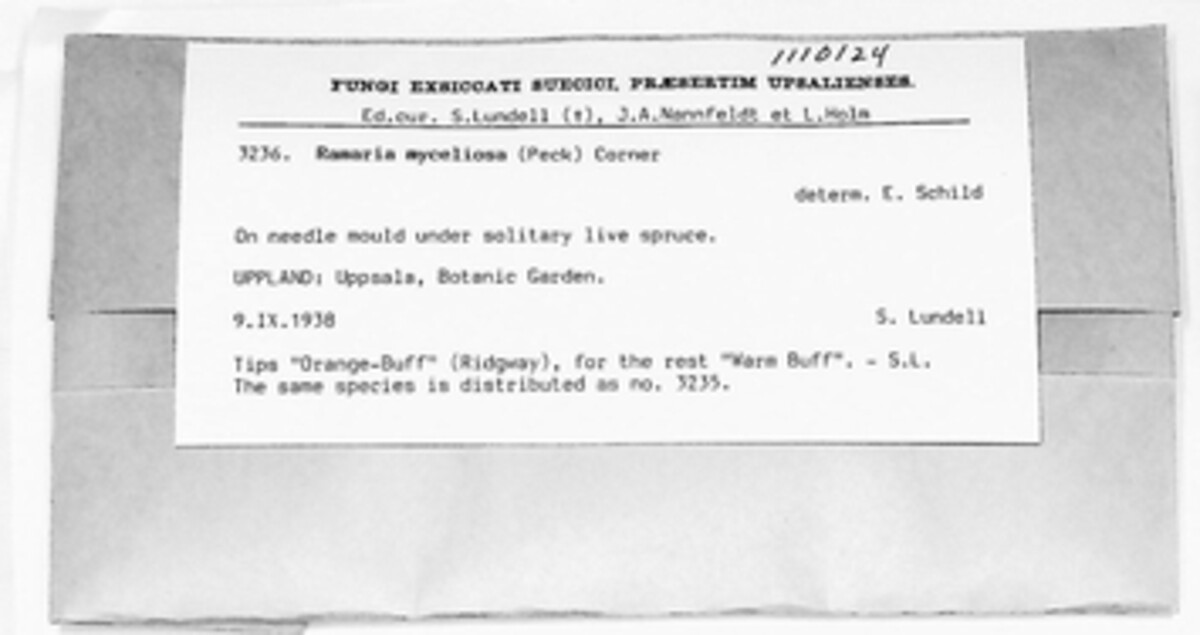 1110124
FUNGI EXSICCATI SUECICI, PRÆSERTIM UPSALIENSES.
Ed.cur. S.Lundell (†), J.A.Nannfeldt et L.Holm
3236. Ramaria myceliosa (Peck) Corner
determ. E. Schild
On needle mould under solitary live spruce.
UPPLAND: Uppsala, Botanic Garden.
9.IX.1938 S. Lundell
Tips "Orange-Buff" (Ridgway), for the rest "Warm Buff". - S.L.
The same species is distributed as no. 3235.